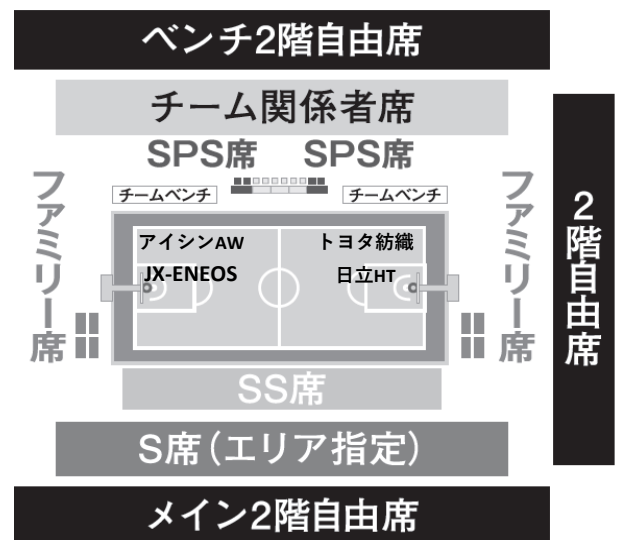 ベンチ2階自由席
チーム関係者席
SPS席 SPS席
チームベンチ チームベンチ
ファミリー席
アイシンAW トヨタ紡織
JX-ENEOS 日立HT
ファミリー席
2階自由席
SS席
S席(エリア指定)
メイン2階自由席